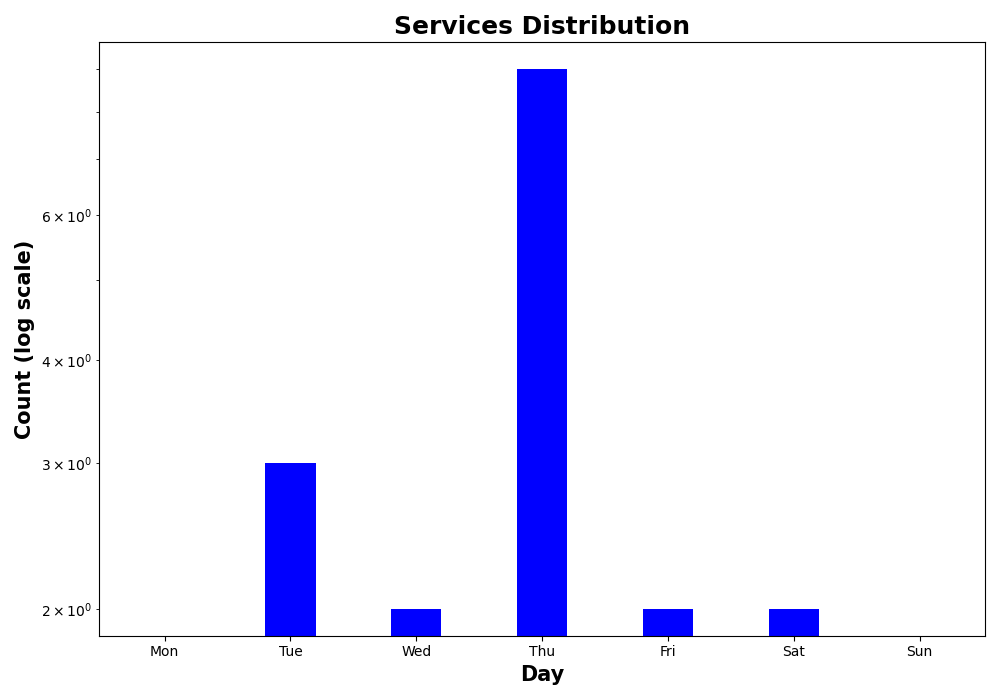 Services Distribution
Count (log scale)
6 × 10⁰
4 × 10⁰
3 × 10⁰
2 × 10⁰
Mon Tue Wed Thu Fri Sat Sun
Day